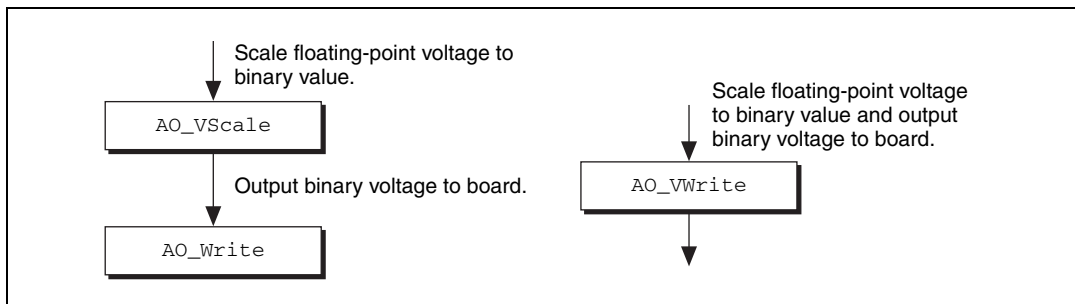 Scale floating-point voltage to
binary value.
AO_VScale
Output binary voltage to board.
AO_Write
Scale floating-point voltage
to binary value and output
binary voltage to board.
AO_VWrite